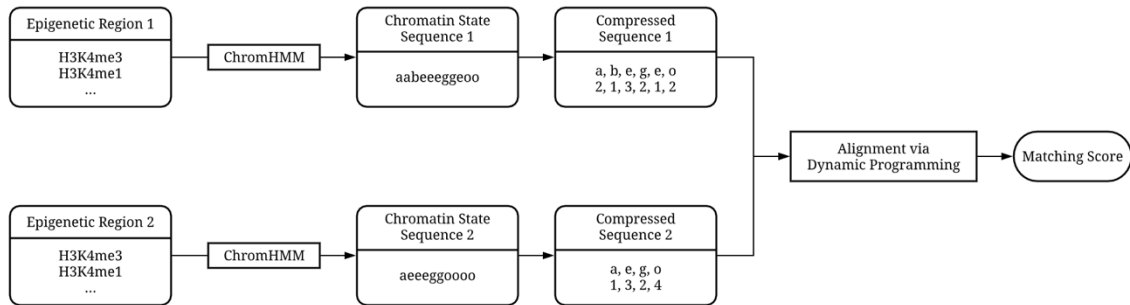 Epigenetic Region 1
H3K4me3
H3K4me1
...
ChromHMM
Chromatin State
Sequence 1
aabeeeggeoo
Compressed
Sequence 1
a, b, e, g, e, o
2, 1, 3, 2, 1, 2
Alignment via
Dynamic Programming
Matching Score
Epigenetic Region 2
H3K4me3
H3K4me1
...
ChromHMM
Chromatin State
Sequence 2
aeeeggoooo
Compressed
Sequence 2
a, e, g, o
1, 3, 2, 4